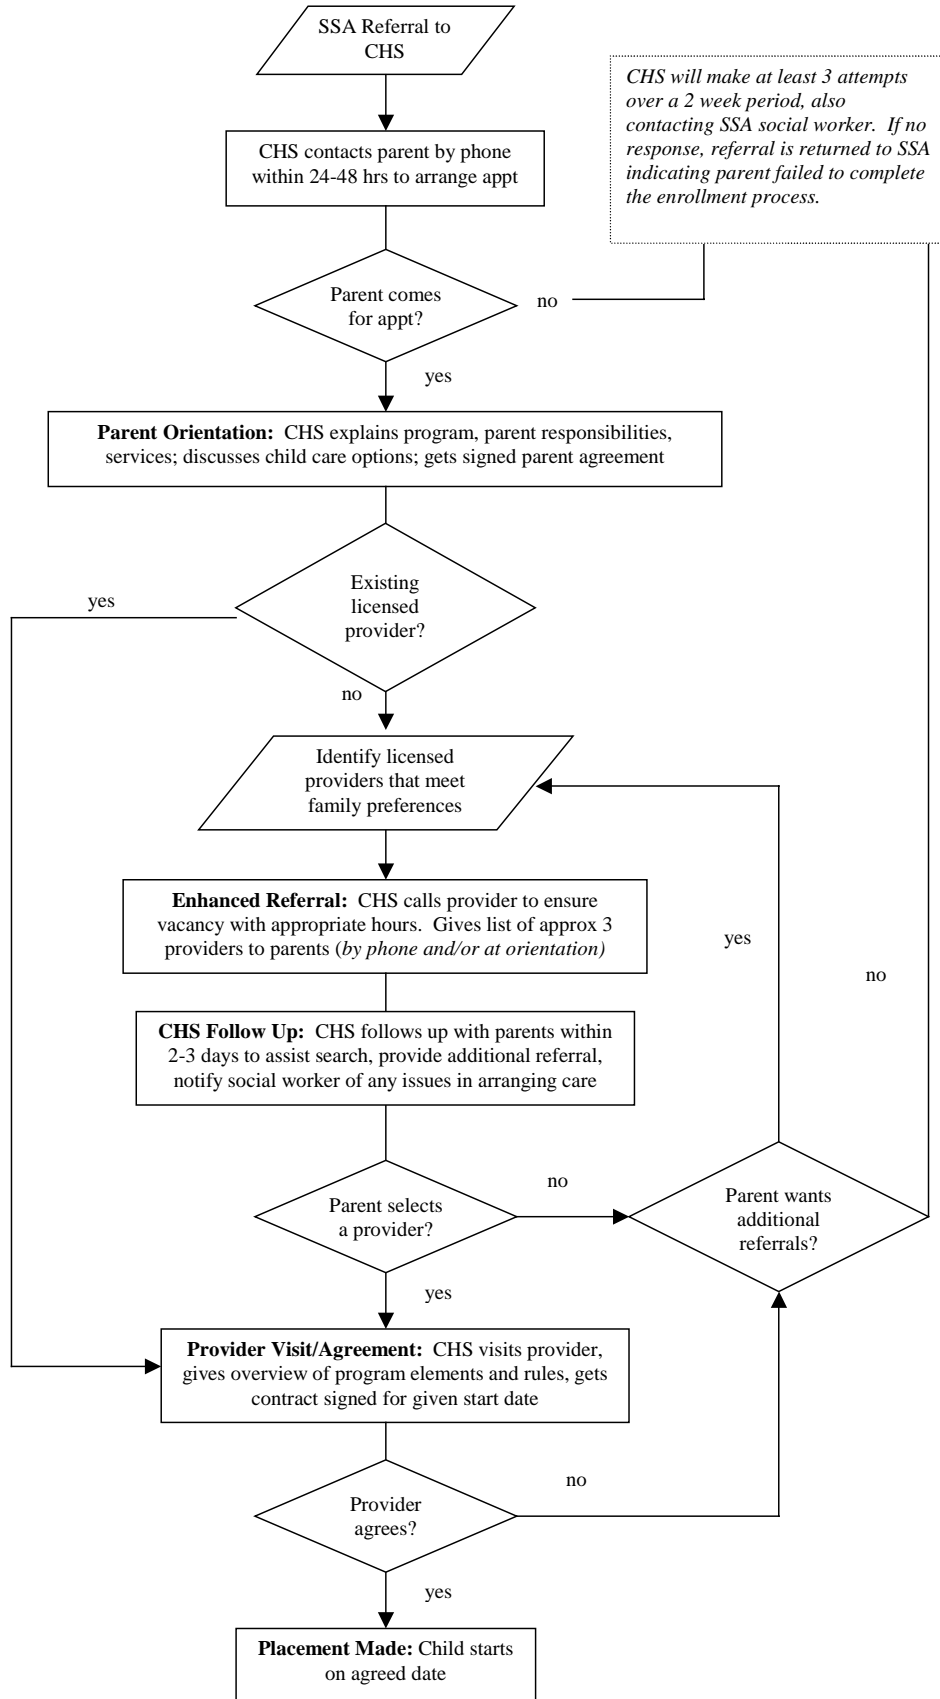 SSA Referral to
CHS
CHS will make at least 3 attempts
over a 2 week period, also
contacting SSA social worker.  If no
response, referral is returned to SSA
indicating parent failed to complete
the enrollment process.
CHS contacts parent by phone
within 24-48 hrs to arrange appt
Parent comes
for appt?
no
yes
Parent Orientation:  CHS explains program, parent responsibilities,
services; discusses child care options; gets signed parent agreement
Existing
licensed
provider?
yes
no
Identify licensed
providers that meet
family preferences
Enhanced Referral:  CHS calls provider to ensure
vacancy with appropriate hours.  Gives list of approx 3
providers to parents (by phone and/or at orientation)
yes
no
CHS Follow Up:  CHS follows up with parents within
2-3 days to assist search, provide additional referral,
notify social worker of any issues in arranging care
Parent selects
a provider?
no
Parent wants
additional
referrals?
yes
Provider Visit/Agreement:  CHS visits provider,
gives overview of program elements and rules, gets
contract signed for given start date
Provider
agrees?
no
yes
Placement Made: Child starts
on agreed date